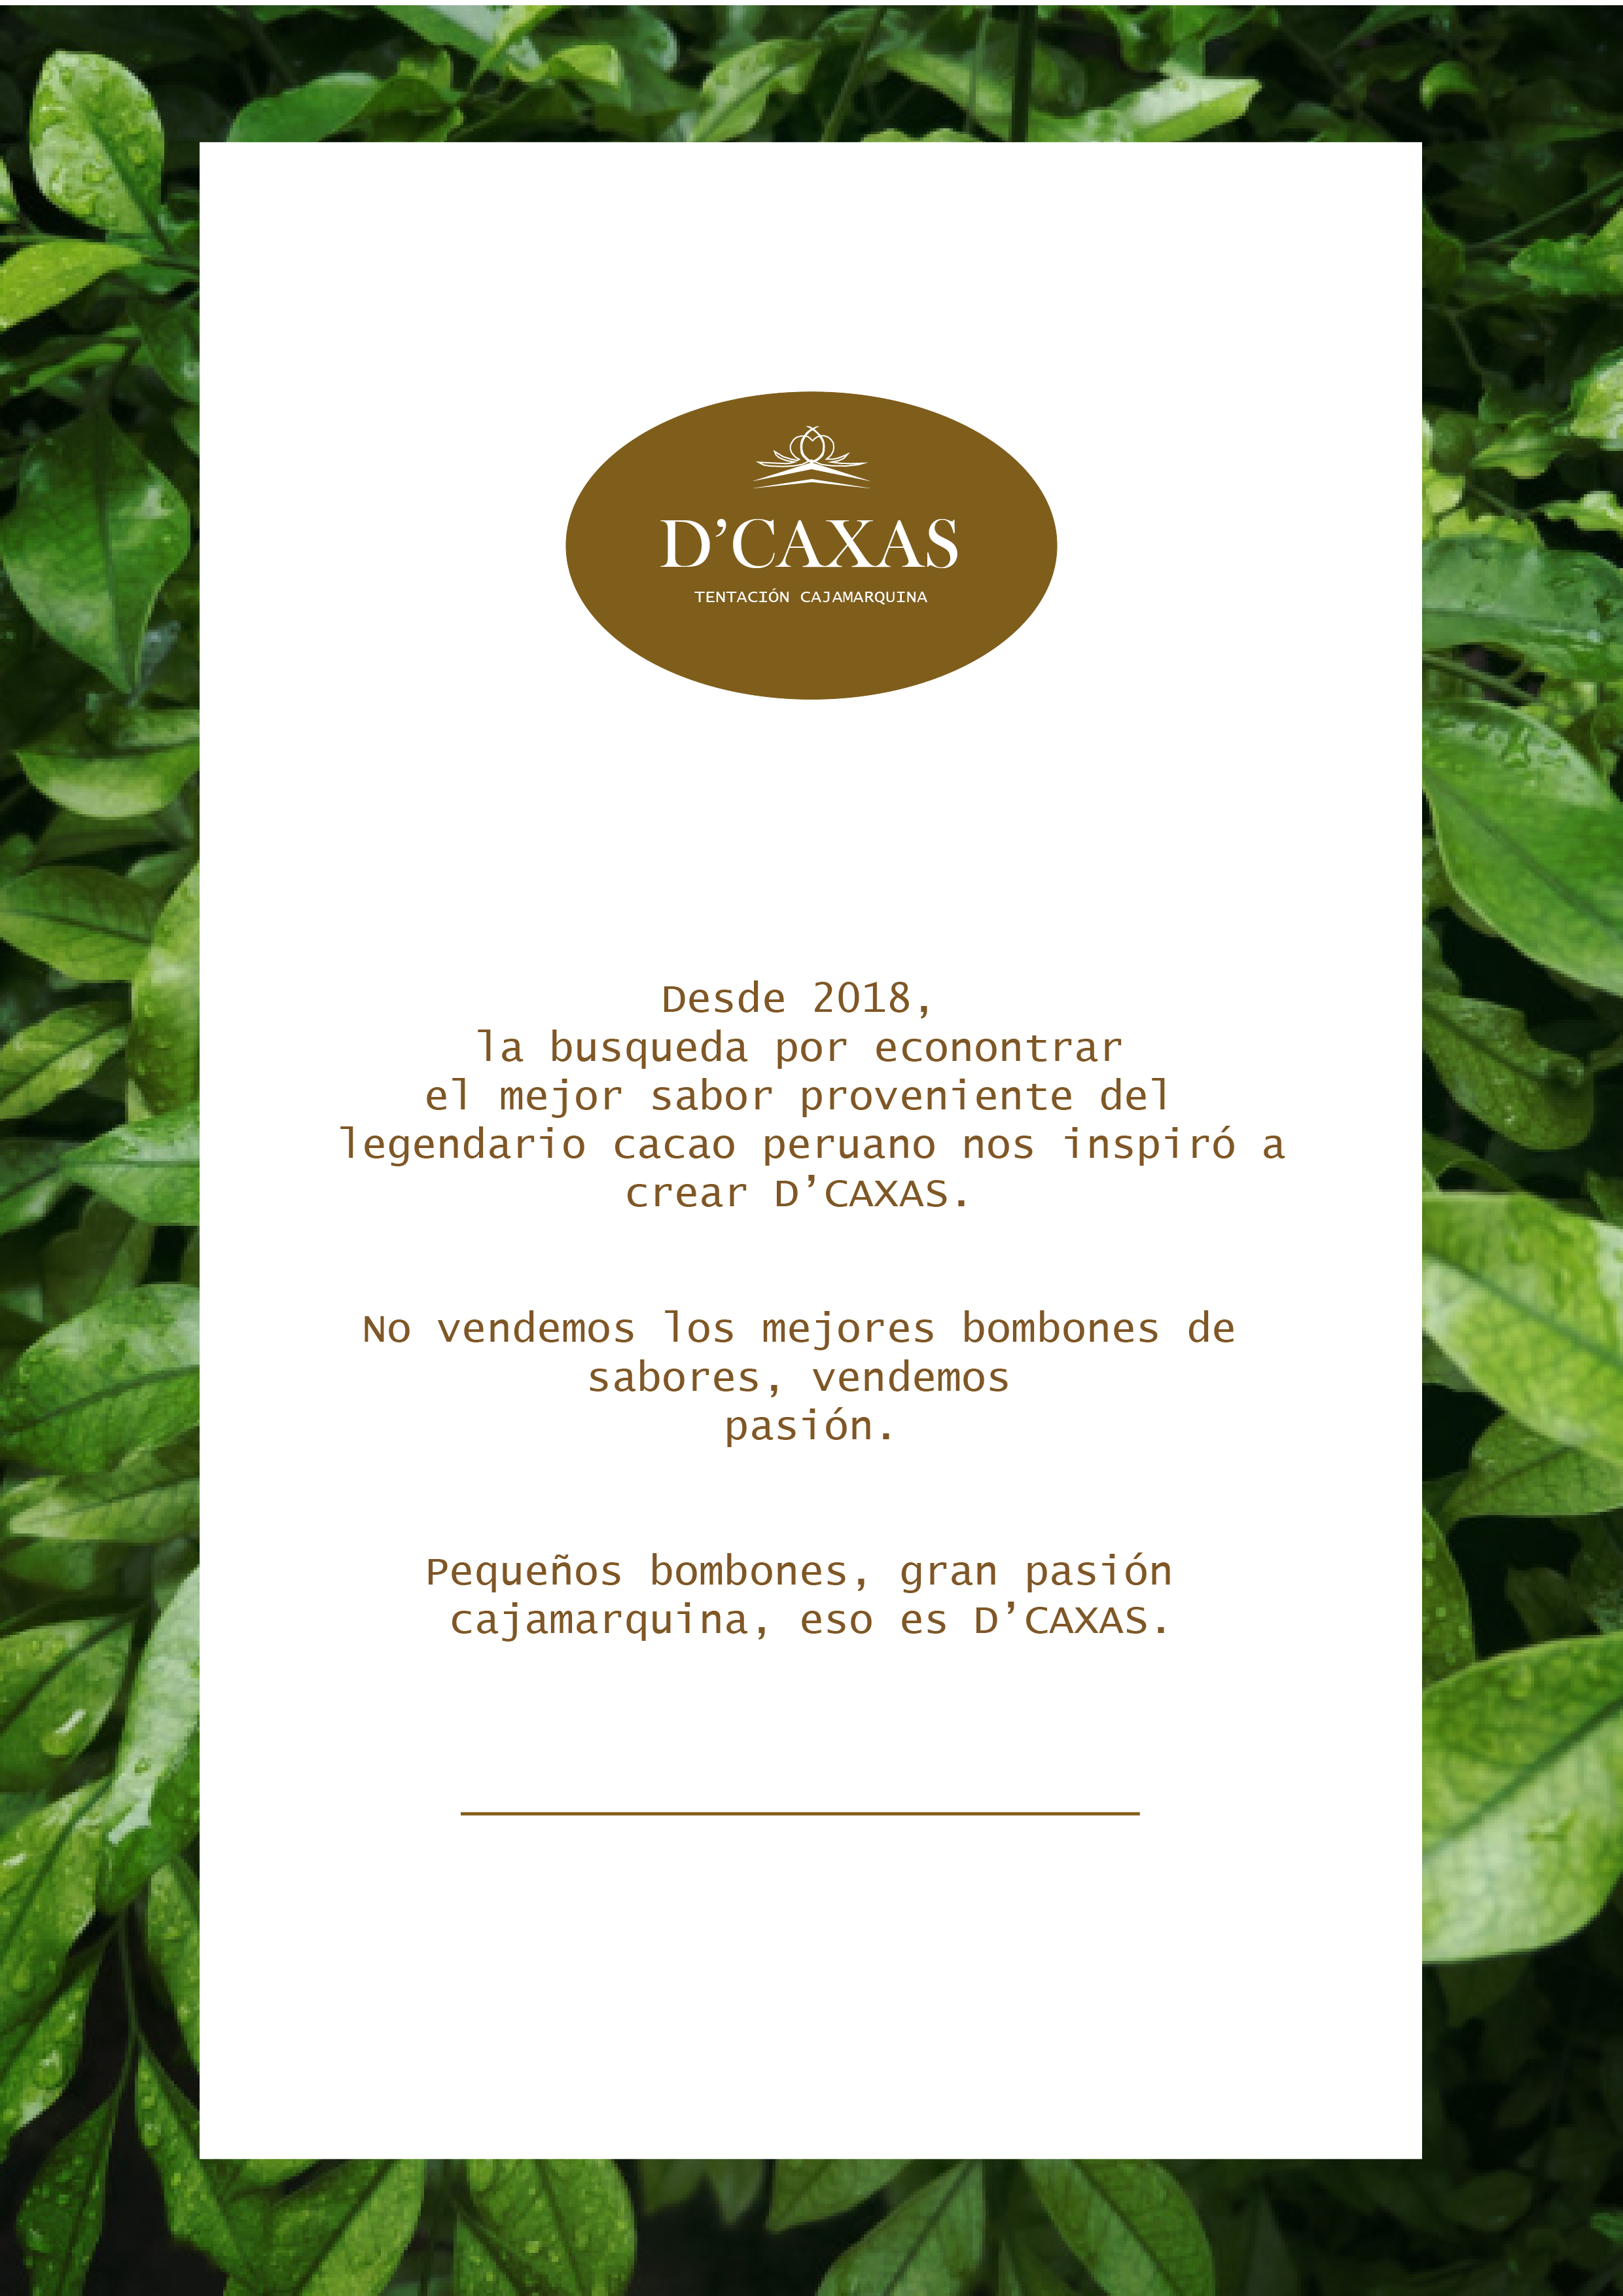 D’CAXAS
TENTACIÓN CAJAMARQUINA
Desde 2018,
la busqueda por econontrar
el mejor sabor proveniente del
legendario cacao peruano nos inspiró a
crear D’CAXAS.
No vendemos los mejores bombones de
sabores, vendemos
pasión.
Pequeños bombones, gran pasión
cajamarquina, eso es D’CAXAS.